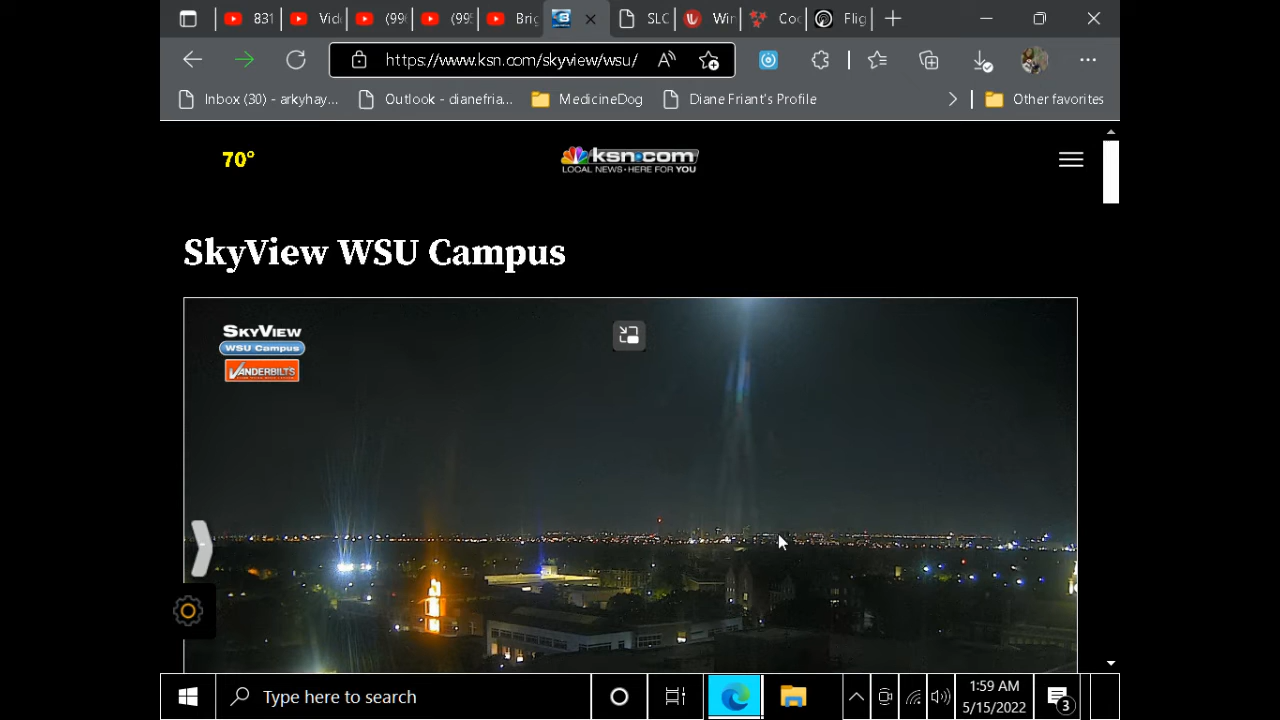 831
Vid
(99
(99
Brig
SLC
Wir
Coo
Flig
https://www.ksn.com/skyview/wsu/
Inbox (30) - arkyhay...
Outlook - dianefria...
MedicineDog
Diane Friant's Profile
Other favorites
70°
ksn.com
LOCAL NEWS • HERE FOR YOU
SkyView WSU Campus
SKYVIEW
WSU Campus
VANDERBILTS
Type here to search
1:59 AM
5/15/2022
3